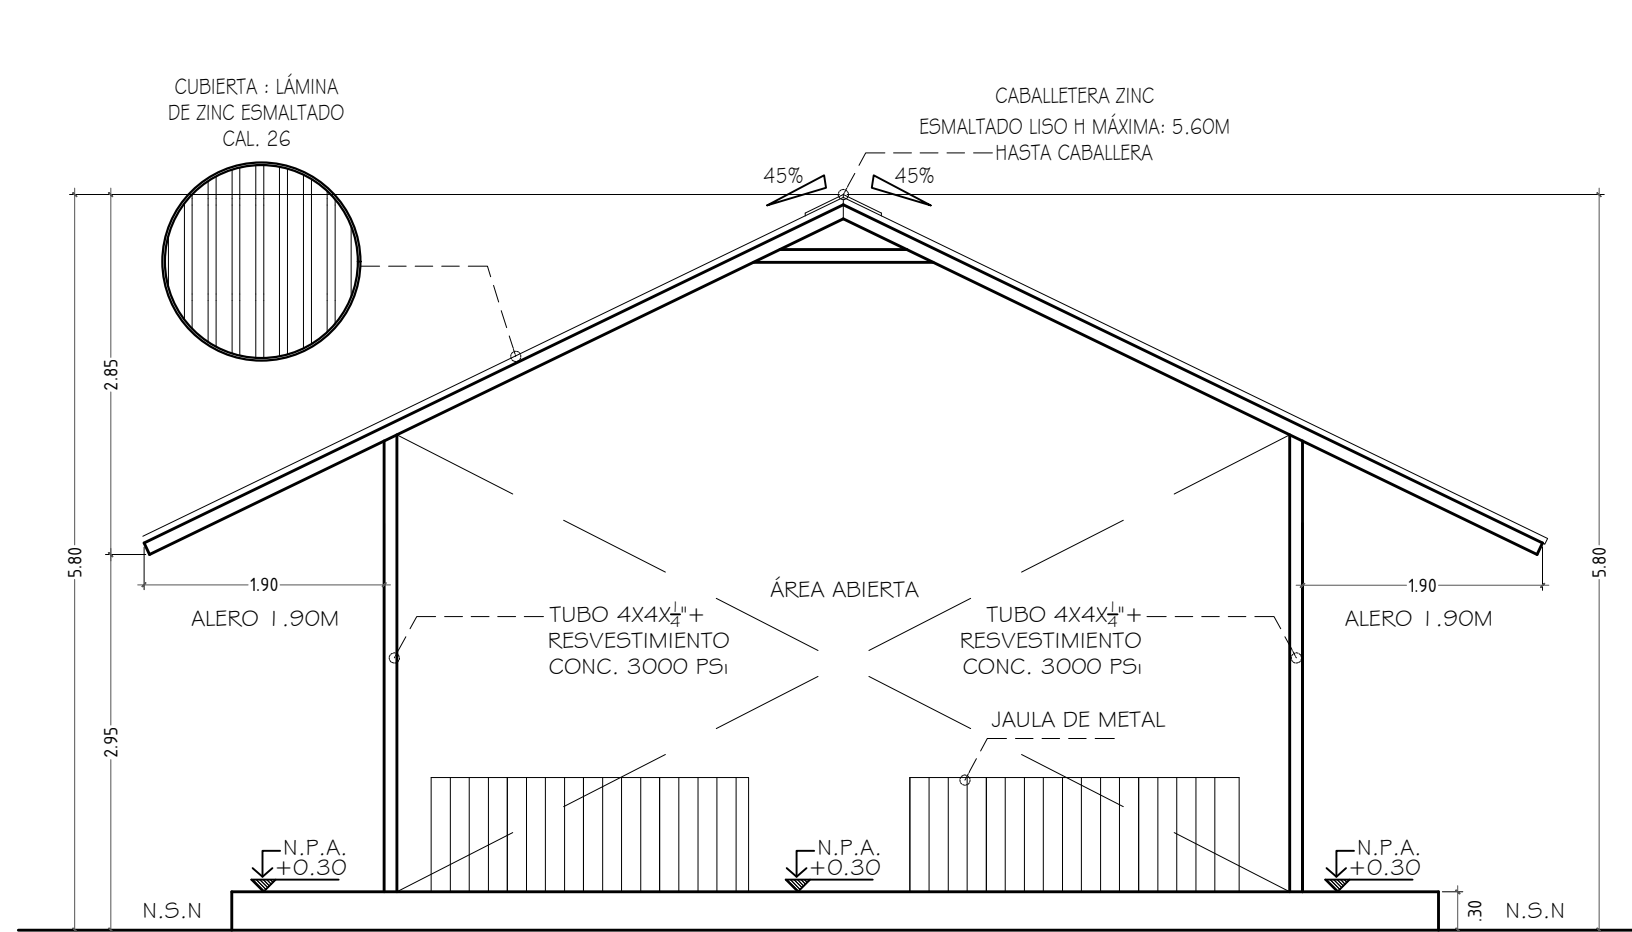 CUBIERTA : LÁMINA
DE ZINC ESMALTADO
CAL. 26
CABALLETERA ZINC
ESMALTADO LISO H MÁXIMA: 5.60M
HASTA CABALLERA
45%
45%
2.85
5.80
5.80
1.90
1.90
ALERO 1.90M
ALERO 1.90M
ÁREA ABIERTA
TUBO 4X4X1/4"+
RESVESTIMIENTO
CONC. 3000 PSi
TUBO 4X4X1/4"+
RESVESTIMIENTO
CONC. 3000 PSi
2.95
JAULA DE METAL
N.P.A.
+0.30
N.P.A.
+0.30
N.P.A.
+0.30
N.S.N
.30
N.S.N